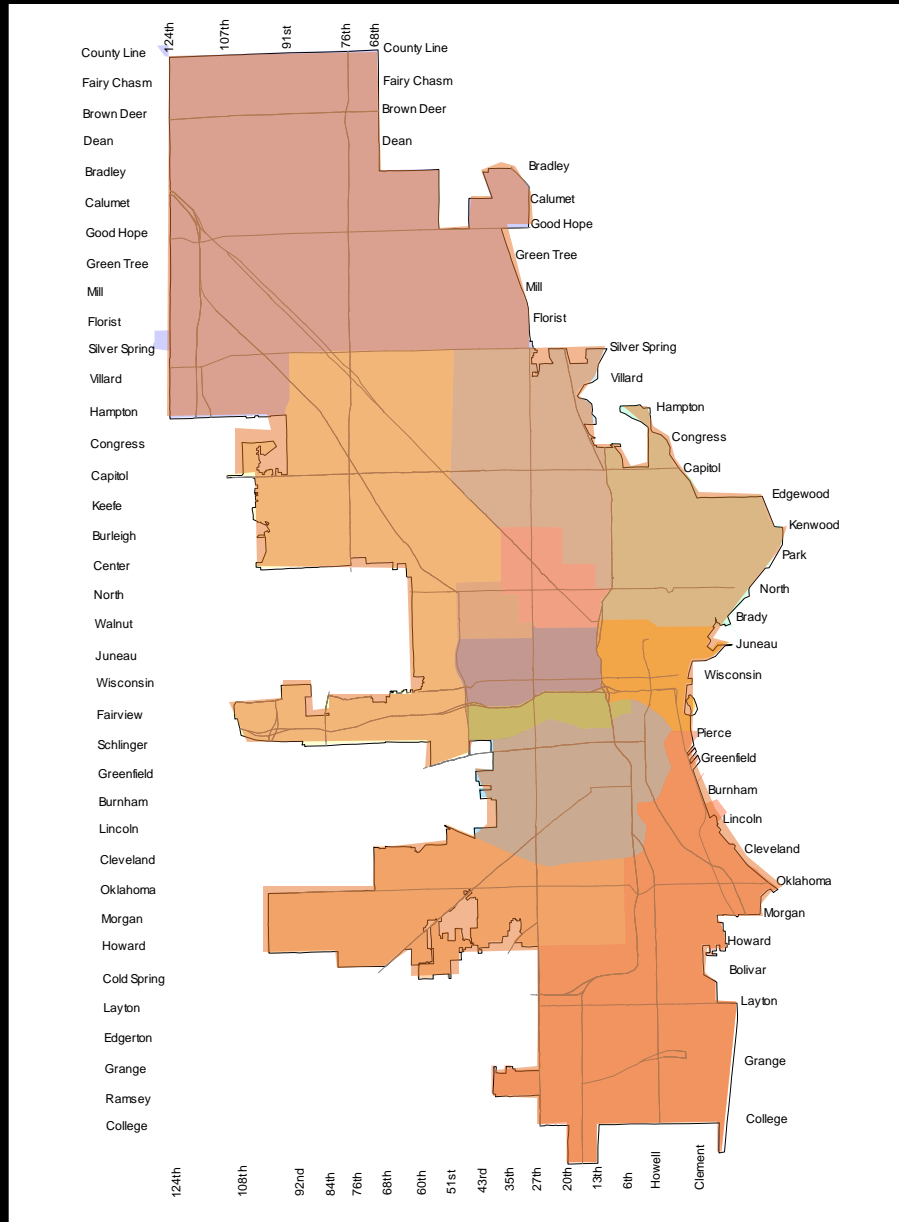 124th
107th
91st
76th
68th
County Line
County Line
Fairy Chasm
Fairy Chasm
Brown Deer
Brown Deer
Dean
Dean
Bradley
Bradley
Calumet
Calumet
Good Hope
Good Hope
Green Tree
Green Tree
Mill
Mill
Florist
Florist
Silver Spring
Silver Spring
Villard
Villard
Hampton
Hampton
Congress
Congress
Capitol
Capitol
Keefe
Edgewood
Burleigh
Kenwood
Center
Park
North
North
Walnut
Brady
Juneau
Juneau
Wisconsin
Wisconsin
Fairview
Schlinger
Pierce
Greenfield
Greenfield
Burnham
Burnham
Lincoln
Lincoln
Cleveland
Cleveland
Oklahoma
Oklahoma
Morgan
Morgan
Howard
Howard
Cold Spring
Bolivar
Layton
Layton
Edgerton
Grange
Grange
Ramsey
College
College
124th
108th
92nd
84th
76th
68th
60th
51st
43rd
35th
27th
20th
13th
6th
Howell
Clement